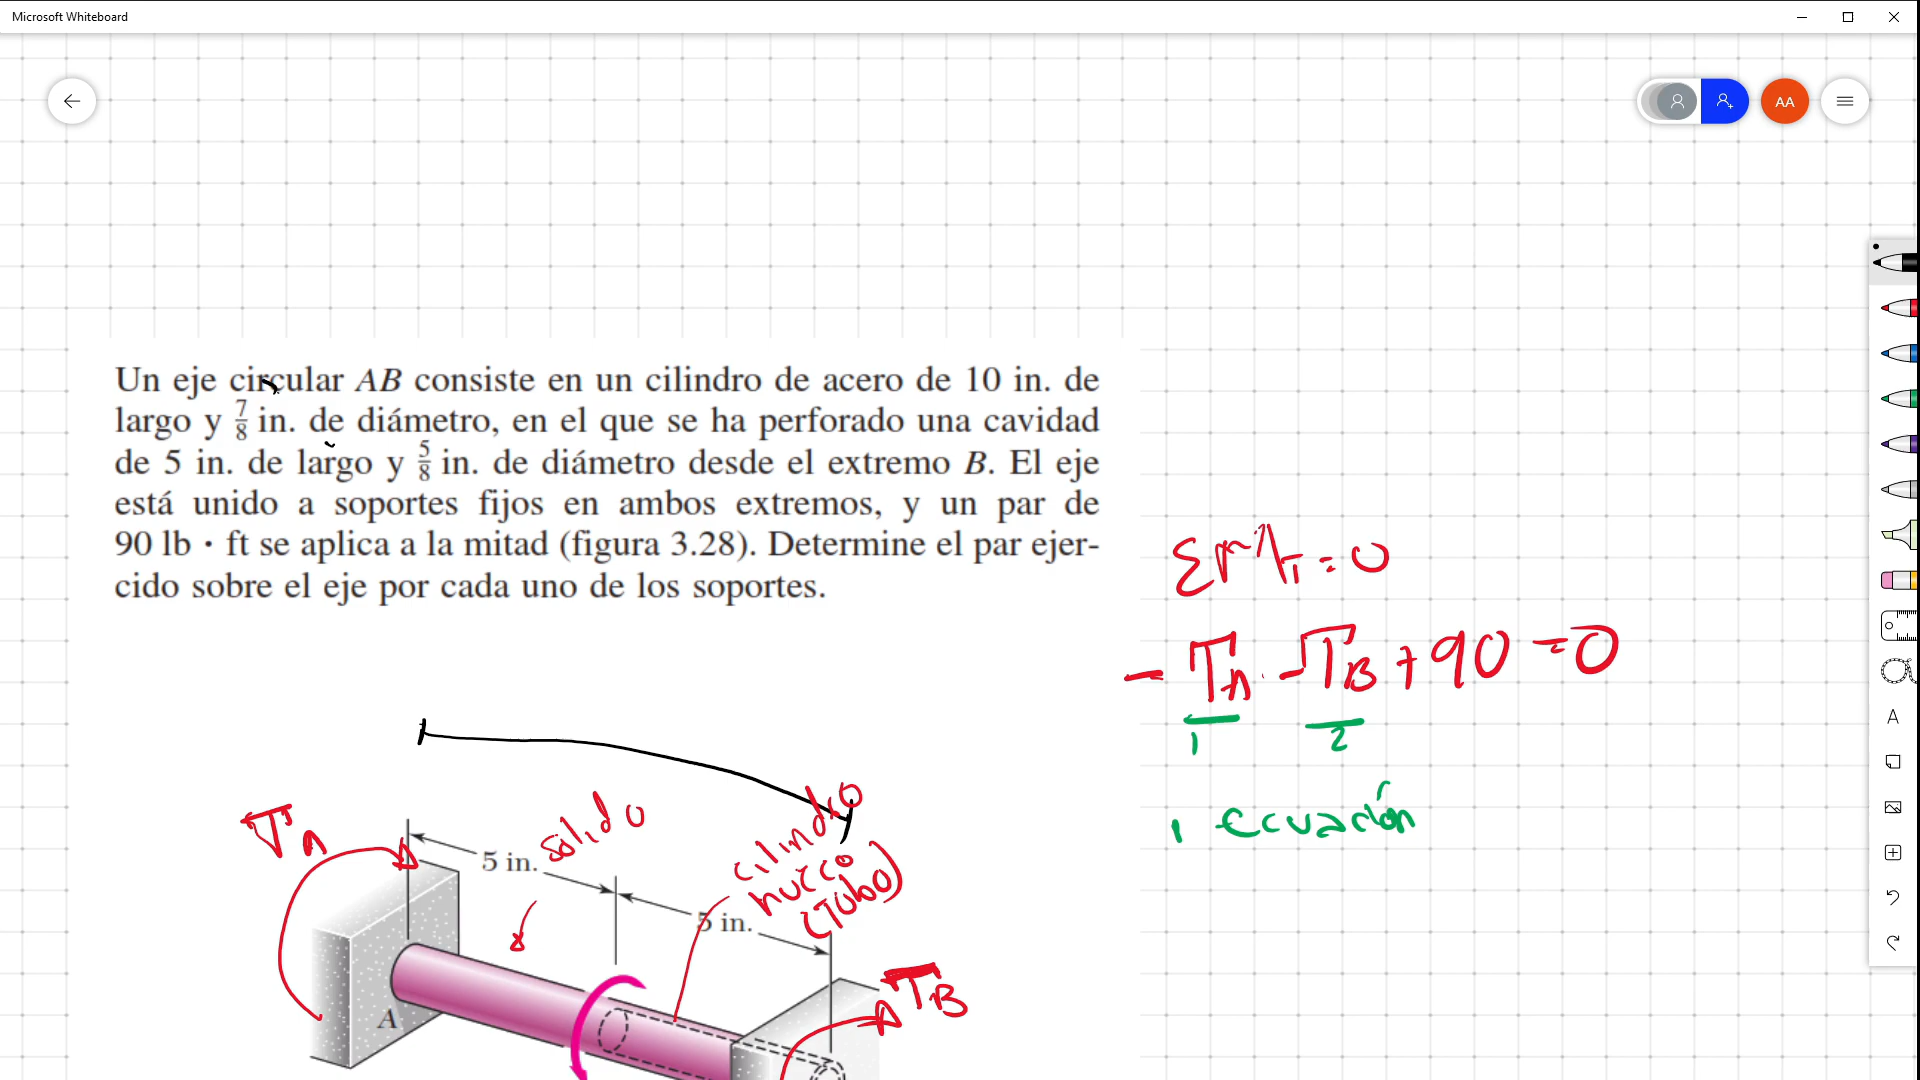 Microsoft Whiteboard
AA
Un eje circular AB consiste en un cilindro de acero de 10 in. de
largo y 7/8 in. de diámetro, en el que se ha perforado una cavidad
de 5 in. de largo y 5/8 in. de diámetro desde el extremo B. El eje
está unido a soportes fijos en ambos extremos, y un par de
90 lb · ft se aplica a la mitad (figura 3.28). Determine el par ejer-
cido sobre el eje por cada uno de los soportes.
= 0
- TA - TB + 90 = 0
1 2
1 ecuación
TA
5 in.
sólido
cilindro
hueco
(Tubo)
5 in.
TB
A
A